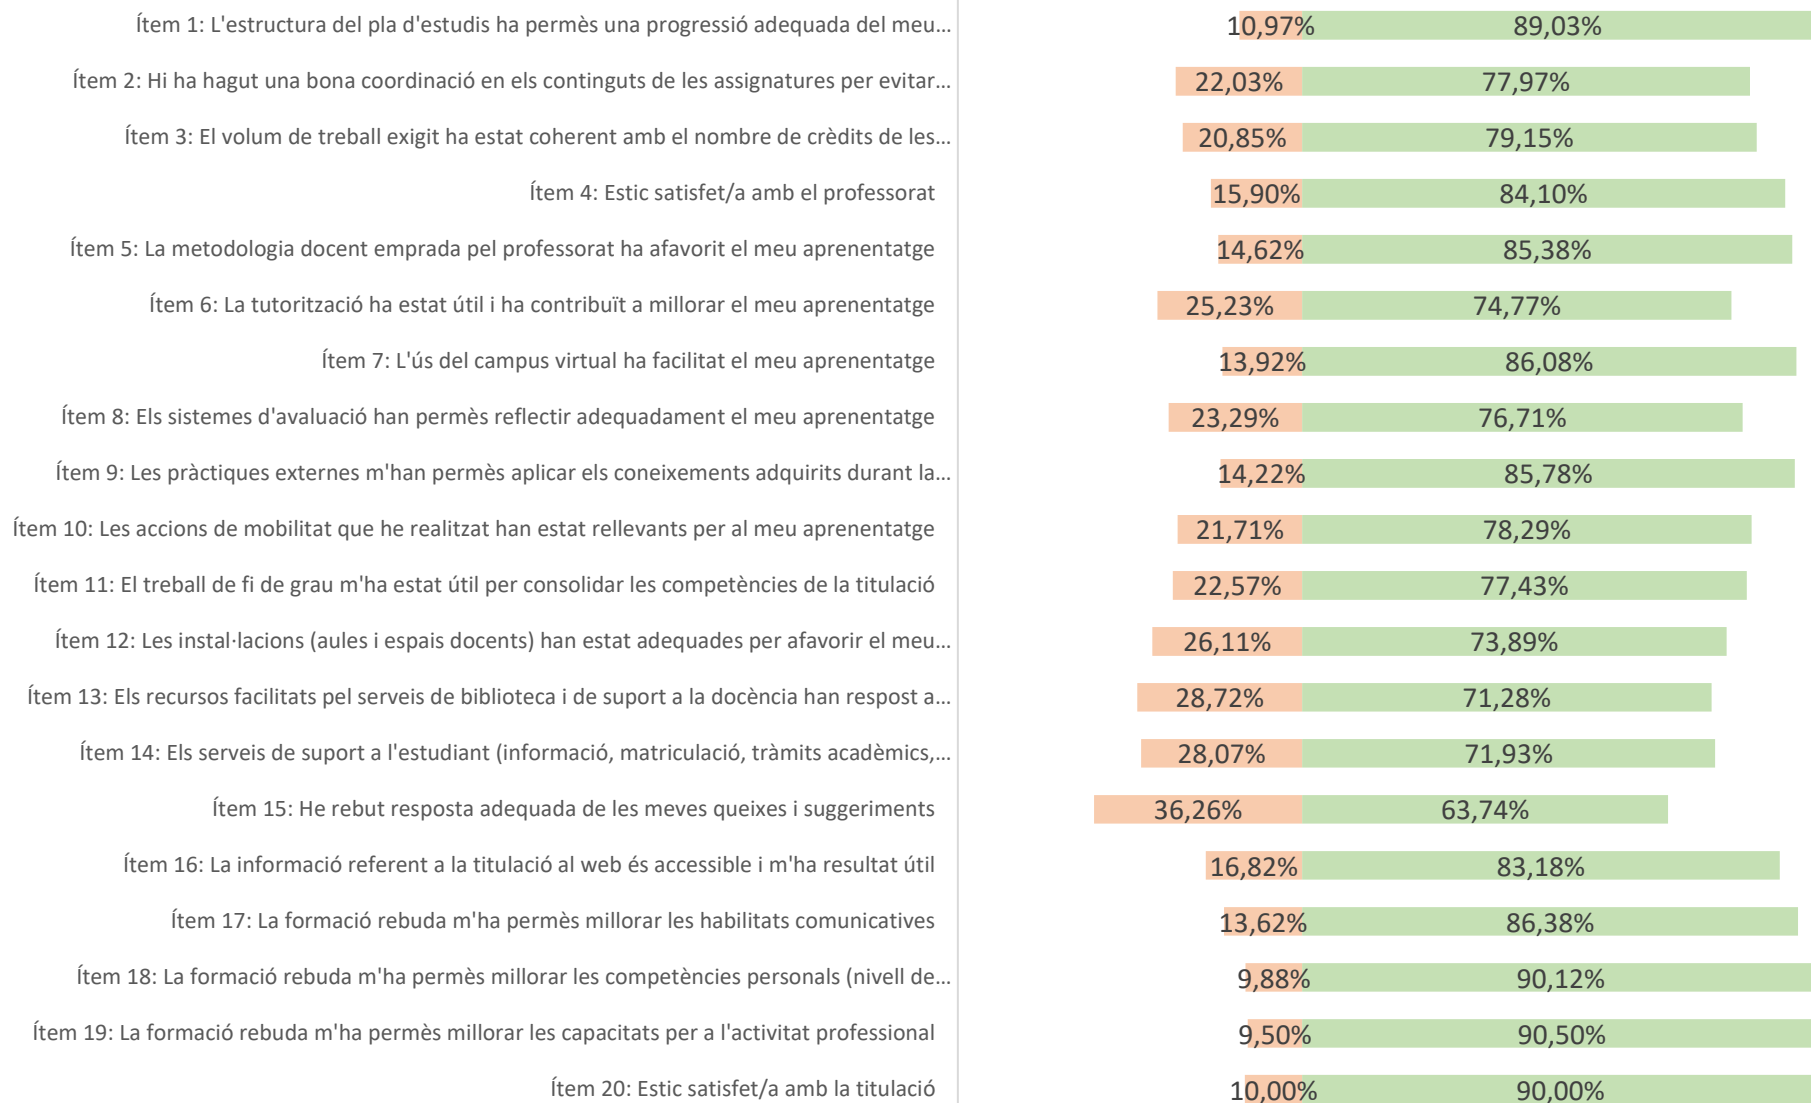 Ítem 1: L'estructura del pla d'estudis ha permès una progressió adequada del meu… 10,97% 89,03%
Ítem 2: Hi ha hagut una bona coordinació en els continguts de les assignatures per evitar… 22,03% 77,97%
Ítem 3: El volum de treball exigit ha estat coherent amb el nombre de crèdits de les… 20,85% 79,15%
Ítem 4: Estic satisfet/a amb el professorat 15,90% 84,10%
Ítem 5: La metodologia docent emprada pel professorat ha afavorit el meu aprenentatge 14,62% 85,38%
Ítem 6: La tutorització ha estat útil i ha contribuït a millorar el meu aprenentatge 25,23% 74,77%
Ítem 7: L'ús del campus virtual ha facilitat el meu aprenentatge 13,92% 86,08%
Ítem 8: Els sistemes d'avaluació han permès reflectir adequadament el meu aprenentatge 23,29% 76,71%
Ítem 9: Les pràctiques externes m'han permès aplicar els coneixements adquirits durant la… 14,22% 85,78%
Ítem 10: Les accions de mobilitat que he realitzat han estat rellevants per al meu aprenentatge 21,71% 78,29%
Ítem 11: El treball de fi de grau m'ha estat útil per consolidar les competències de la titulació 22,57% 77,43%
Ítem 12: Les instal·lacions (aules i espais docents) han estat adequades per afavorir el meu… 26,11% 73,89%
Ítem 13: Els recursos facilitats pel serveis de biblioteca i de suport a la docència han respost a… 28,72% 71,28%
Ítem 14: Els serveis de suport a l'estudiant (informació, matriculació, tràmits acadèmics,… 28,07% 71,93%
Ítem 15: He rebut resposta adequada de les meves queixes i suggeriments 36,26% 63,74%
Ítem 16: La informació referent a la titulació al web és accessible i m'ha resultat útil 16,82% 83,18%
Ítem 17: La formació rebuda m'ha permès millorar les habilitats comunicatives 13,62% 86,38%
Ítem 18: La formació rebuda m'ha permès millorar les competències personals (nivell de… 9,88% 90,12%
Ítem 19: La formació rebuda m'ha permès millorar les capacitats per a l'activitat professional 9,50% 90,50%
Ítem 20: Estic satisfet/a amb la titulació 10,00% 90,00%